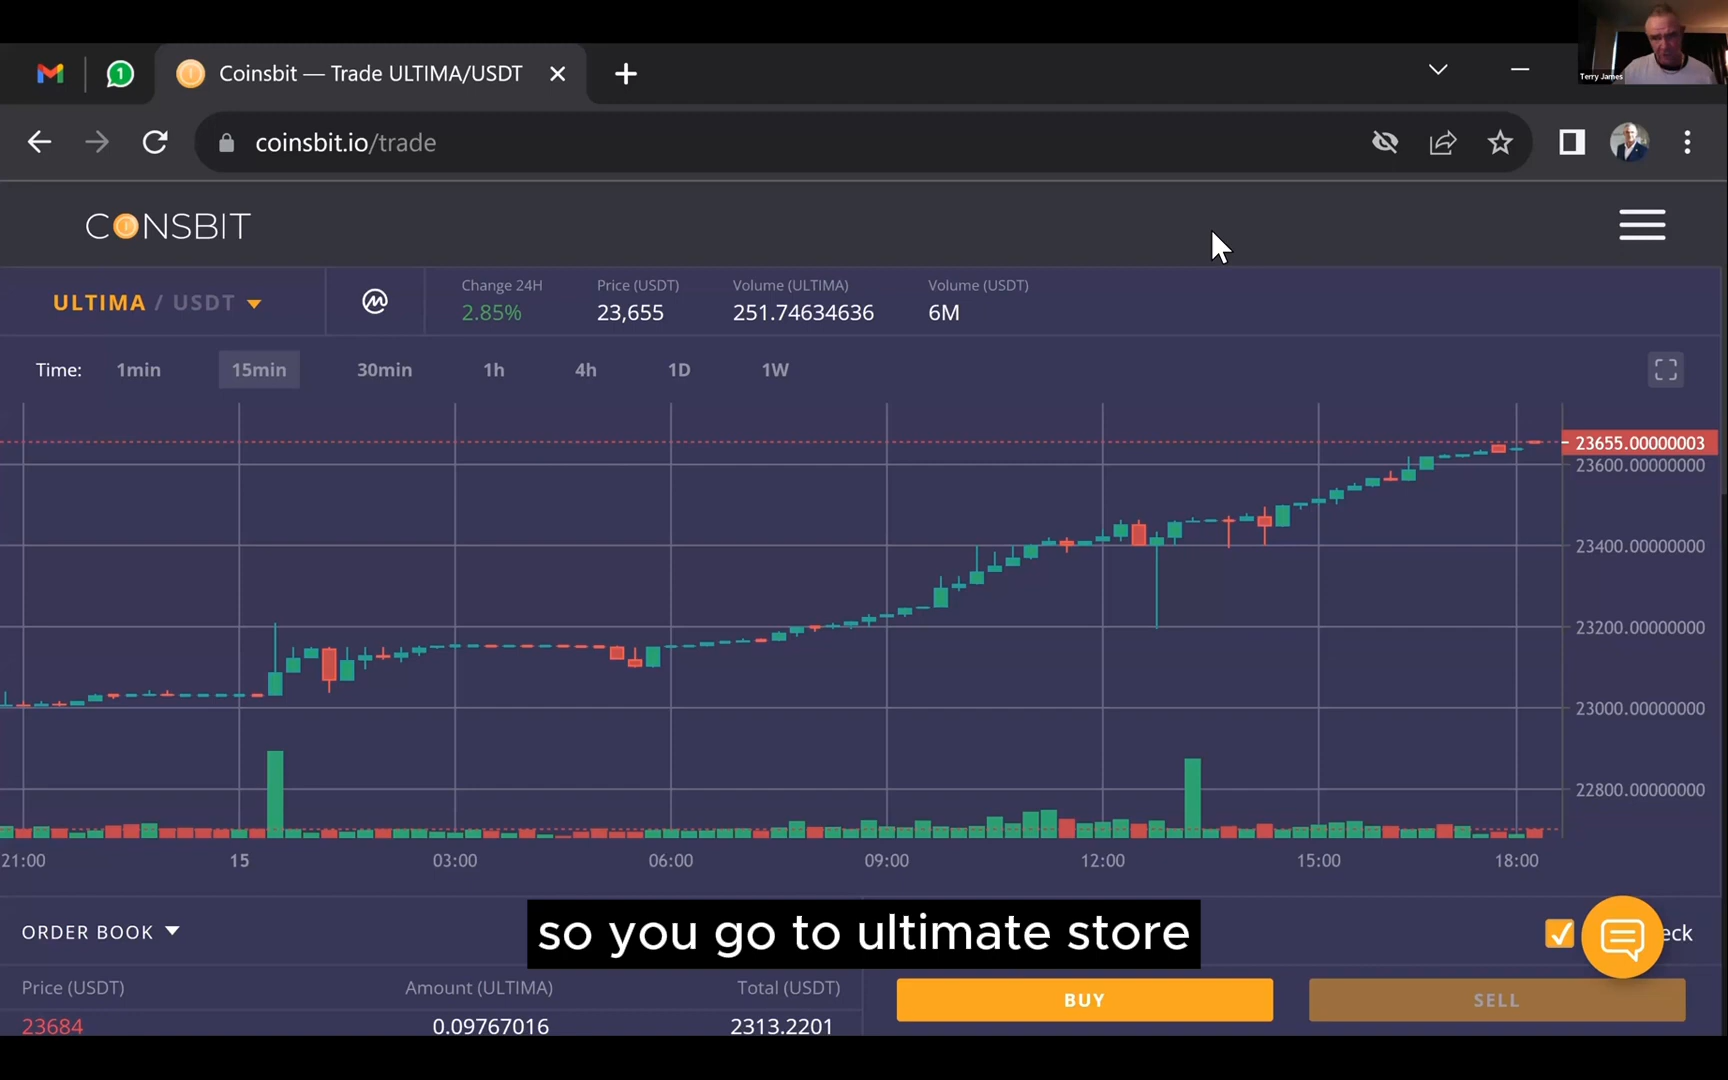 Coinsbit — Trade ULTIMA/USDT
Terry James
coinsbit.io/trade
CONSBIT
ULTIMA / USDT
Change 24H
2.85%
Price (USDT)
23,655
Volume (ULTIMA)
251.74634636
Volume (USDT)
6M
Time: 1min 15min 30min 1h 4h 1D 1W
23655.00000003
23600.00000000
23400.00000000
23200.00000000
23000.00000000
22800.00000000
21:00 15 03:00 06:00 09:00 12:00 15:00 18:00
ORDER BOOK
so you go to ultimate store
eck
Price (USDT) Amount (ULTIMA) Total (USDT)
23684 0.09767016 2313.2201
BUY
SELL